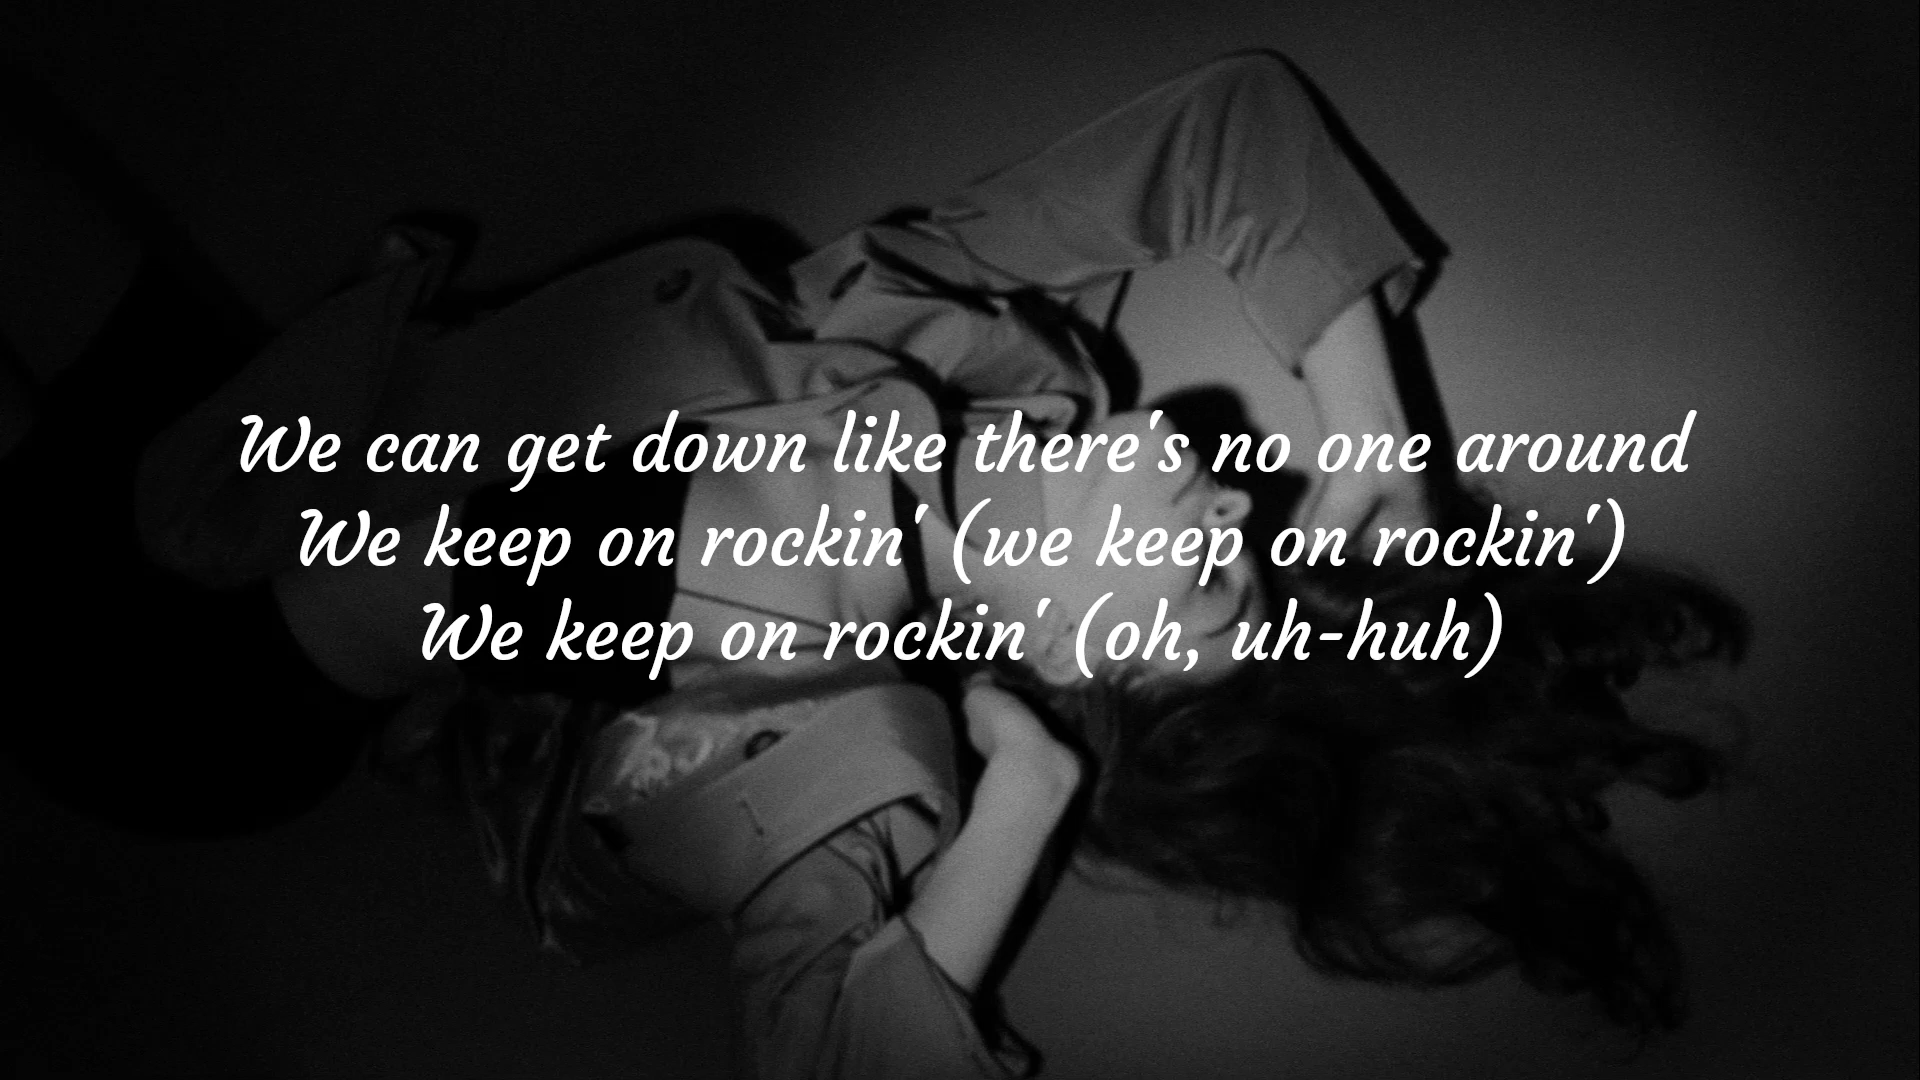 We can get down like there's no one around
We keep on rockin' (we keep on rockin')
We keep on rockin' (oh, uh-huh)